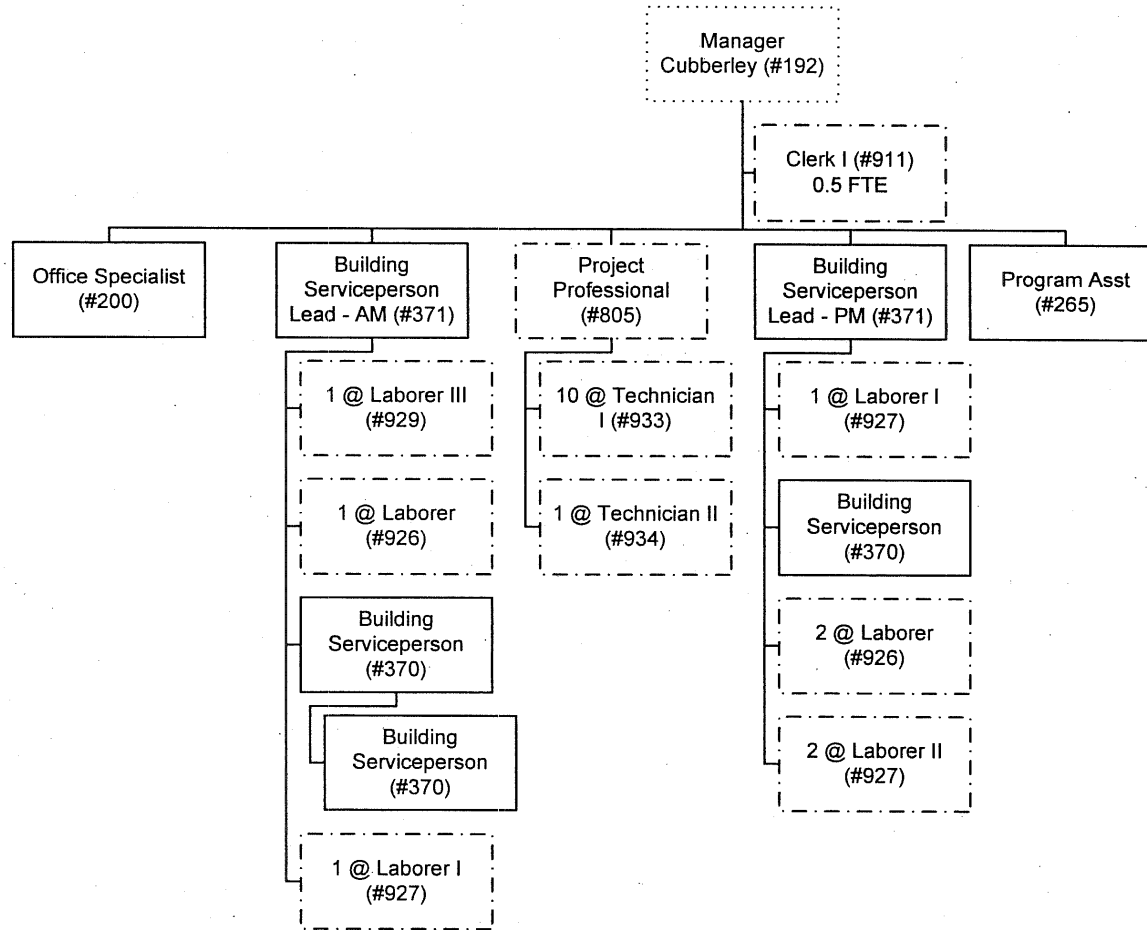 Manager
Cubberley (#192)
Clerk I (#911)
0.5 FTE
Office Specialist
(#200)
Building
Serviceperson
Lead - AM (#371)
Project
Professional
(#805)
Building
Serviceperson
Lead - PM (#371)
Program Asst
(#265)
1 @ Laborer III
(#929)
1 @ Laborer
(#926)
Building
Serviceperson
(#370)
Building
Serviceperson
(#370)
1 @ Laborer I
(#927)
10 @ Technician
I (#933)
1 @ Technician II
(#934)
1 @ Laborer I
(#927)
Building
Serviceperson
(#370)
2 @ Laborer
(#926)
2 @ Laborer II
(#927)